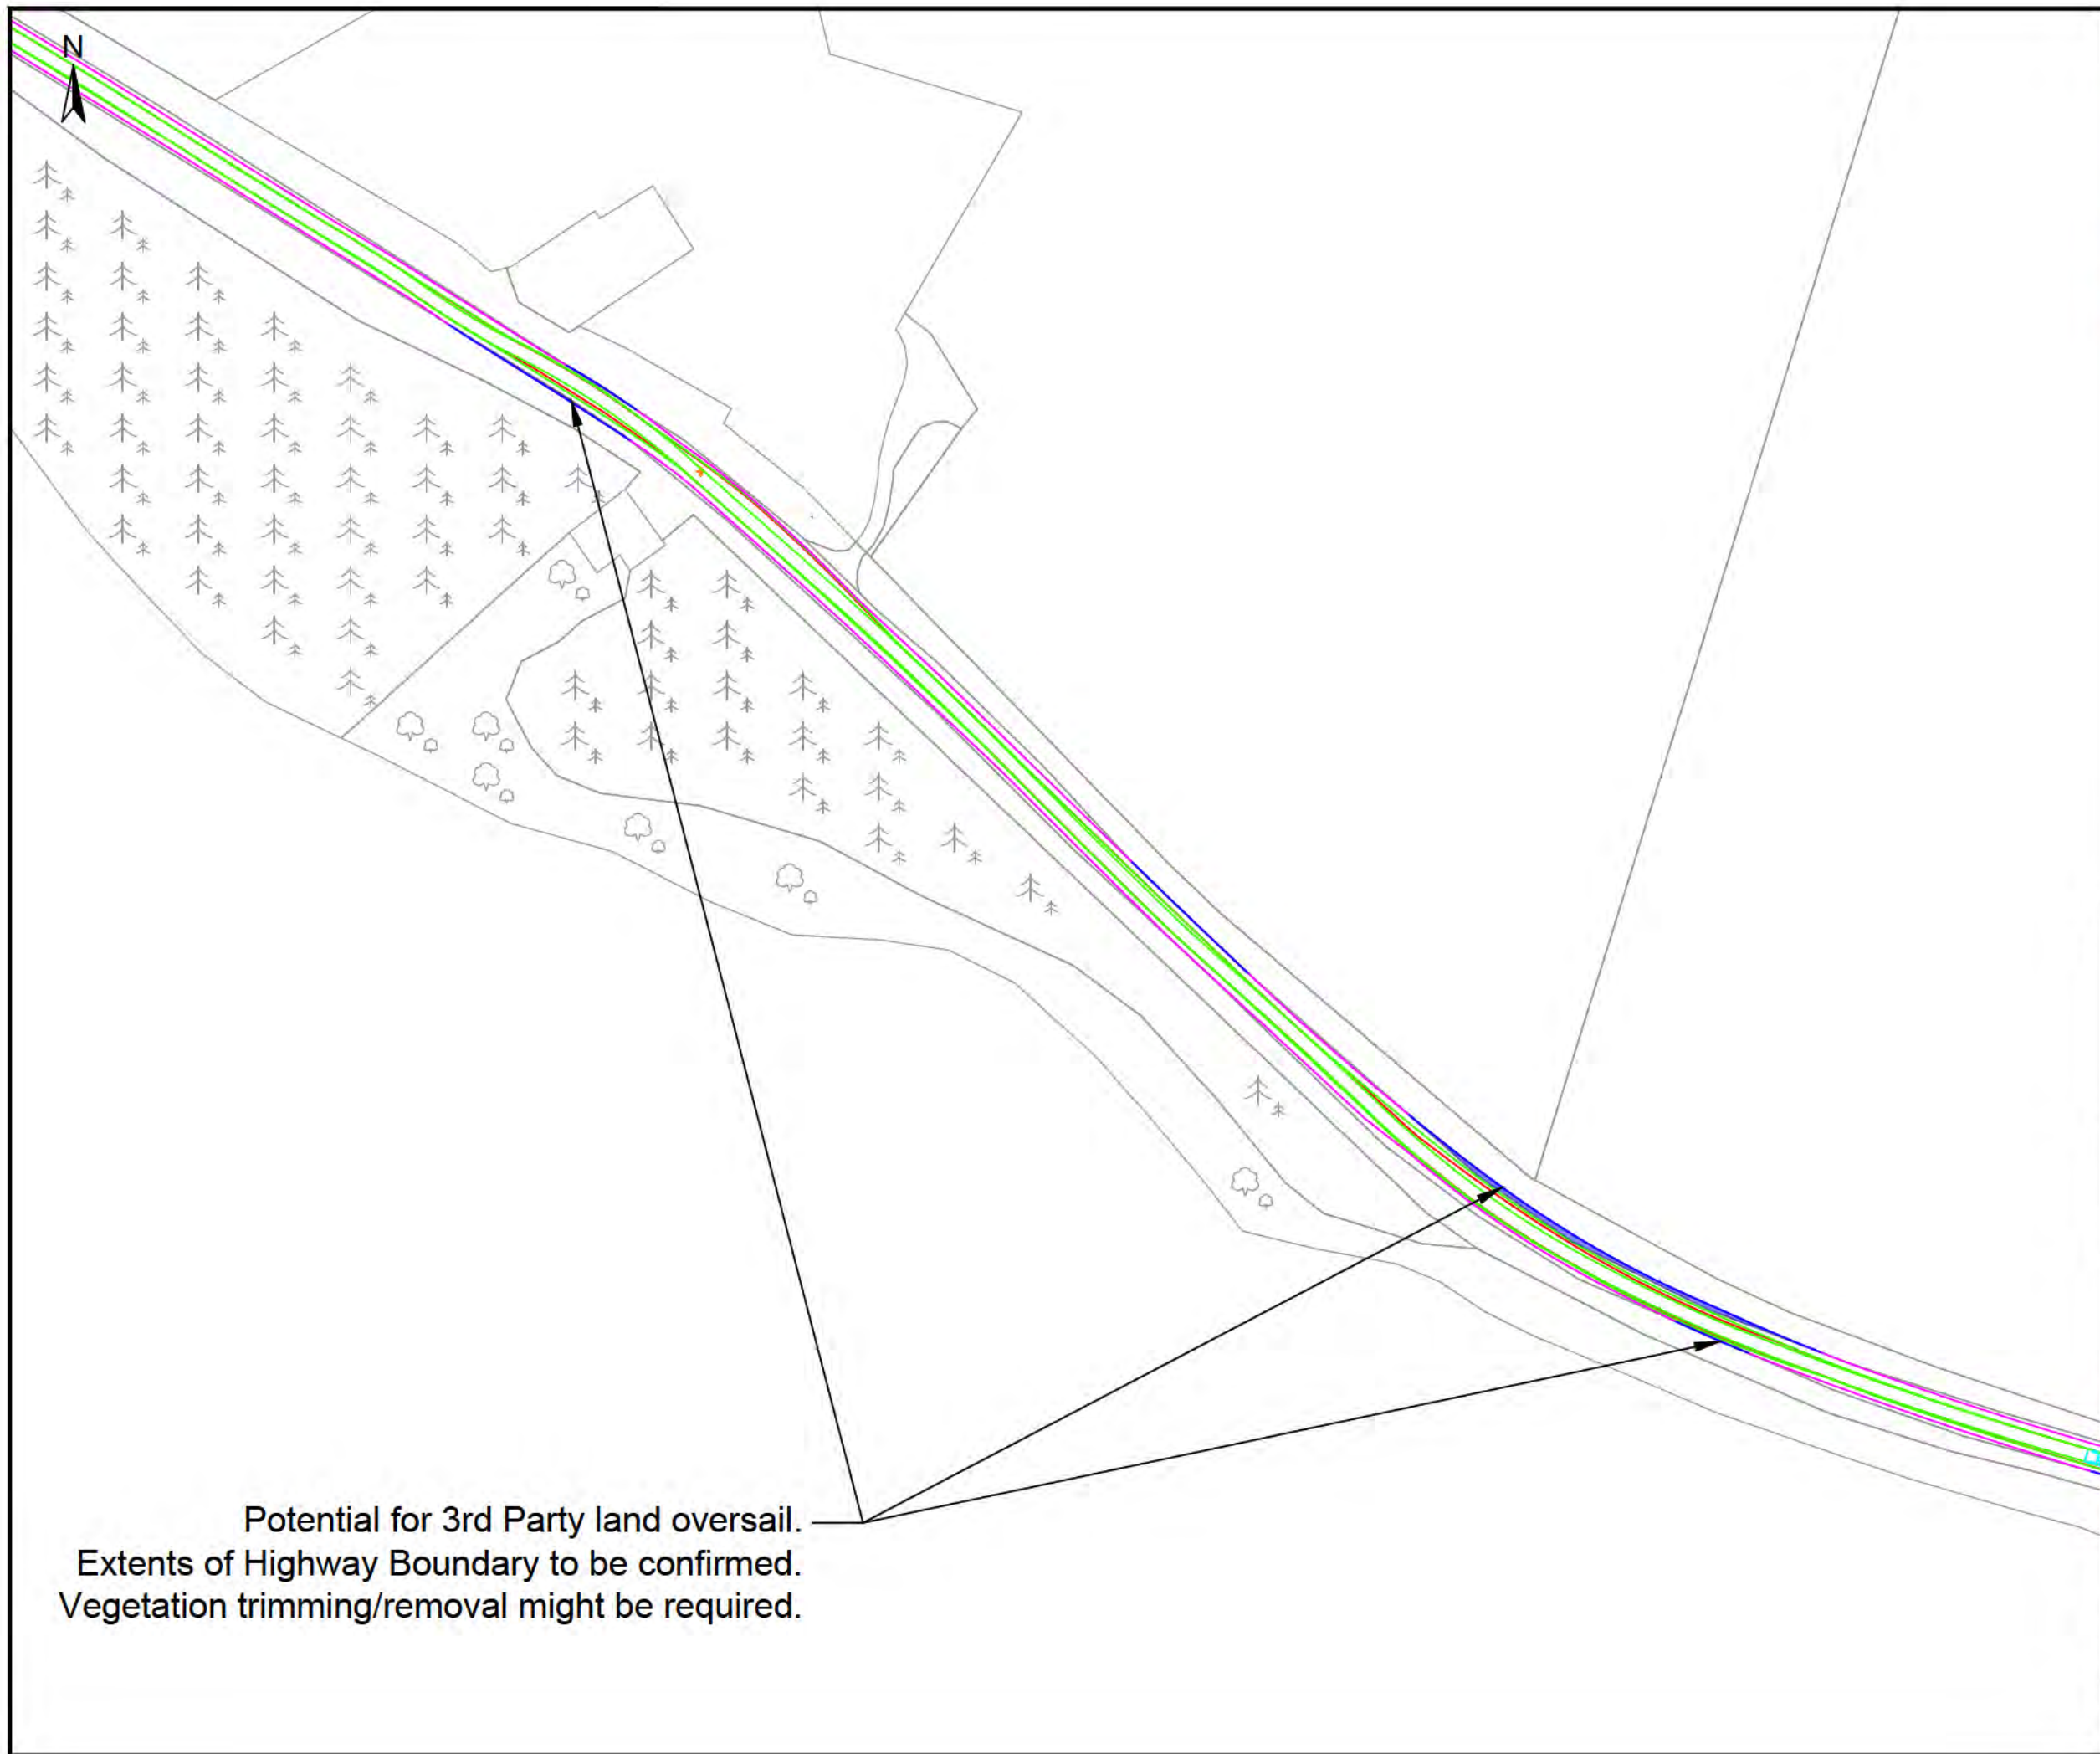 N
Potential for 3rd Party land oversail.
Extents of Highway Boundary to be confirmed.
Vegetation trimming/removal might be required.